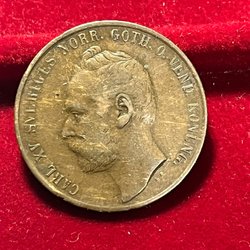 CARL XV SVERIGES NORR. GOTH. O. VEND. KONUNG